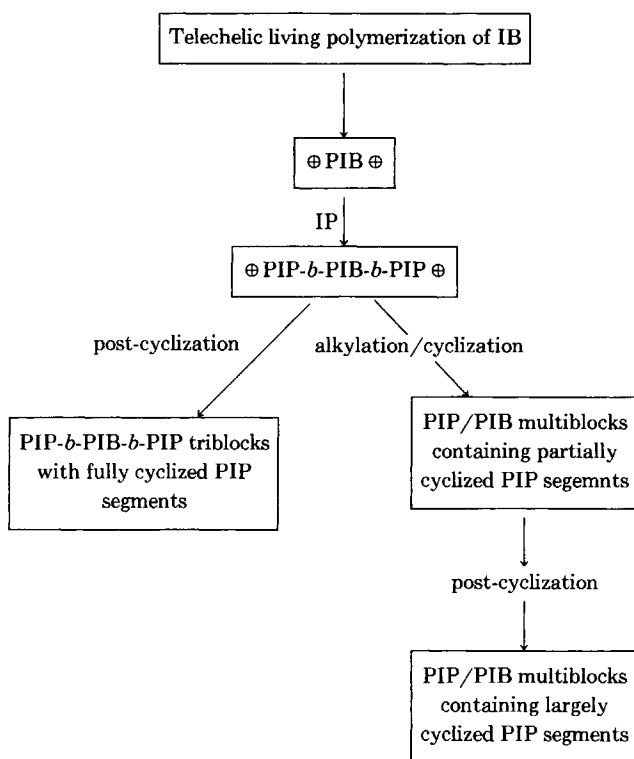 Telechelic living polymerization of IB
⊕ PIB ⊕
IP
⊕ PIP-b-PIB-b-PIP ⊕
post-cyclization
alkylation/cyclization
PIP-b-PIB-b-PIP triblocks
with fully cyclized PIP
segments
PIP/PIB multiblocks
containing partially
cyclized PIP segemnts
post-cyclization
PIP/PIB multiblocks
containing largely
cyclized PIP segments